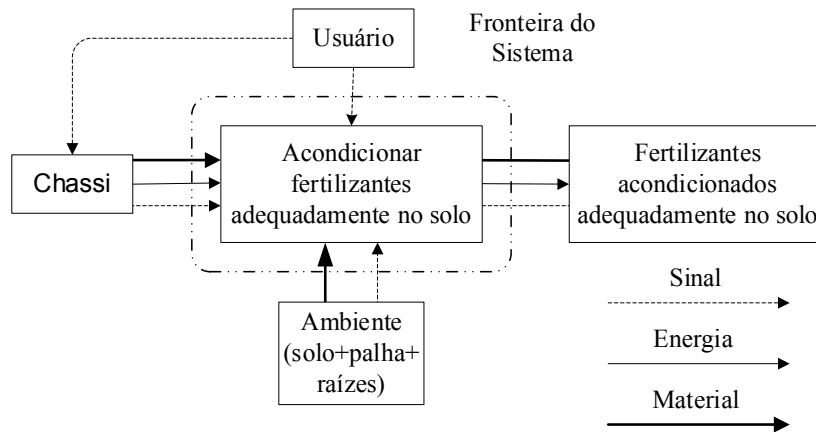 Usuário
Fronteira do
Sistema
Chassi
Acondicionar
fertilizantes
adequadamente no solo
Fertilizantes
acondicionados
adequadamente no solo
Ambiente
(solo+palha+
raízes)
Sinal
Energia
Material